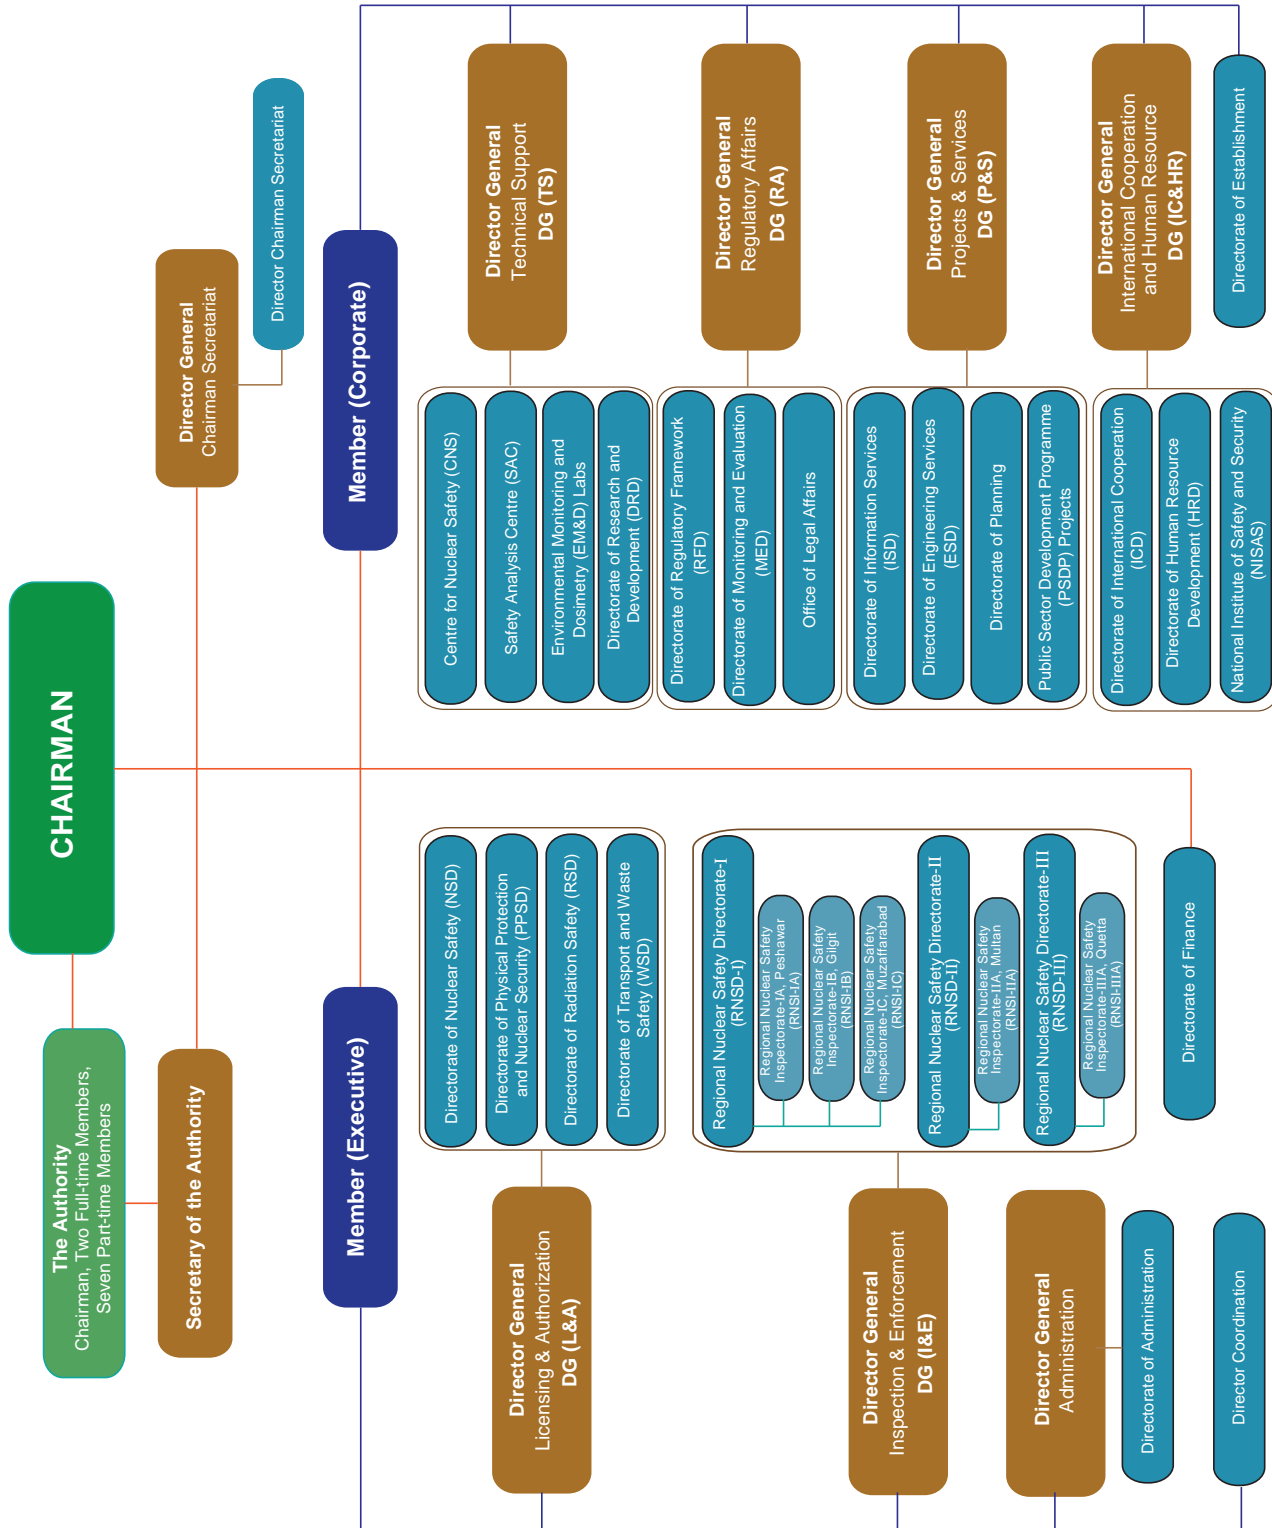 CHAIRMAN
The Authority
Chairman, Two Full-time Members,
Seven Part-time Members
Secretary of the Authority
Director General
Chairman Secretariat
Director Chairman Secretariat
Member (Executive)
Member (Corporate)
Director General
Licensing & Authorization
DG (L&A)
Directorate of Nuclear Safety (NSD)
Directorate of Physical Protection
and Nuclear Security (PPSD)
Directorate of Radiation Safety (RSD)
Directorate of Transport and Waste
Safety (WSD)
Director General
Inspection & Enforcement
DG (I&E)
Regional Nuclear Safety Directorate-I
(RNSD-I)
Regional Nuclear Safety
Inspectorate-IA, Peshawar
(RNSI-IA)
Regional Nuclear Safety
Inspectorate-IB, Gilgit
(RNSI-IB)
Regional Nuclear Safety
Inspectorate-IC, Muzaffarabad
(RNSI-IC)
Regional Nuclear Safety Directorate-II
(RNSD-II)
Regional Nuclear Safety
Inspectorate-IIA, Multan
(RNSI-IIA)
Regional Nuclear Safety Directorate-III
(RNSD-III)
Regional Nuclear Safety
Inspectorate-IIIA, Quetta
(RNSI-IIIA)
Director General
Administration
Directorate of Administration
Director Coordination
Directorate of Finance
Centre for Nuclear Safety (CNS)
Safety Analysis Centre (SAC)
Environmental Monitoring and
Dosimetry (EM&D) Labs
Directorate of Research and
Development (DRD)
Director General
Technical Support
DG (TS)
Directorate of Regulatory Framework
(RFD)
Directorate of Monitoring and Evaluation
(MED)
Office of Legal Affairs
Director General
Regulatory Affairs
DG (RA)
Directorate of Information Services
(ISD)
Directorate of Engineering Services
(ESD)
Directorate of Planning
Public Sector Development Programme
(PSDP) Projects
Director General
Projects & Services
DG (P&S)
Directorate of International Cooperation
(ICD)
Directorate of Human Resource
Development (HRD)
National Institute of Safety and Security
(NISAS)
Director General
International Cooperation
and Human Resource
DG (IC&HR)
Directorate of Establishment